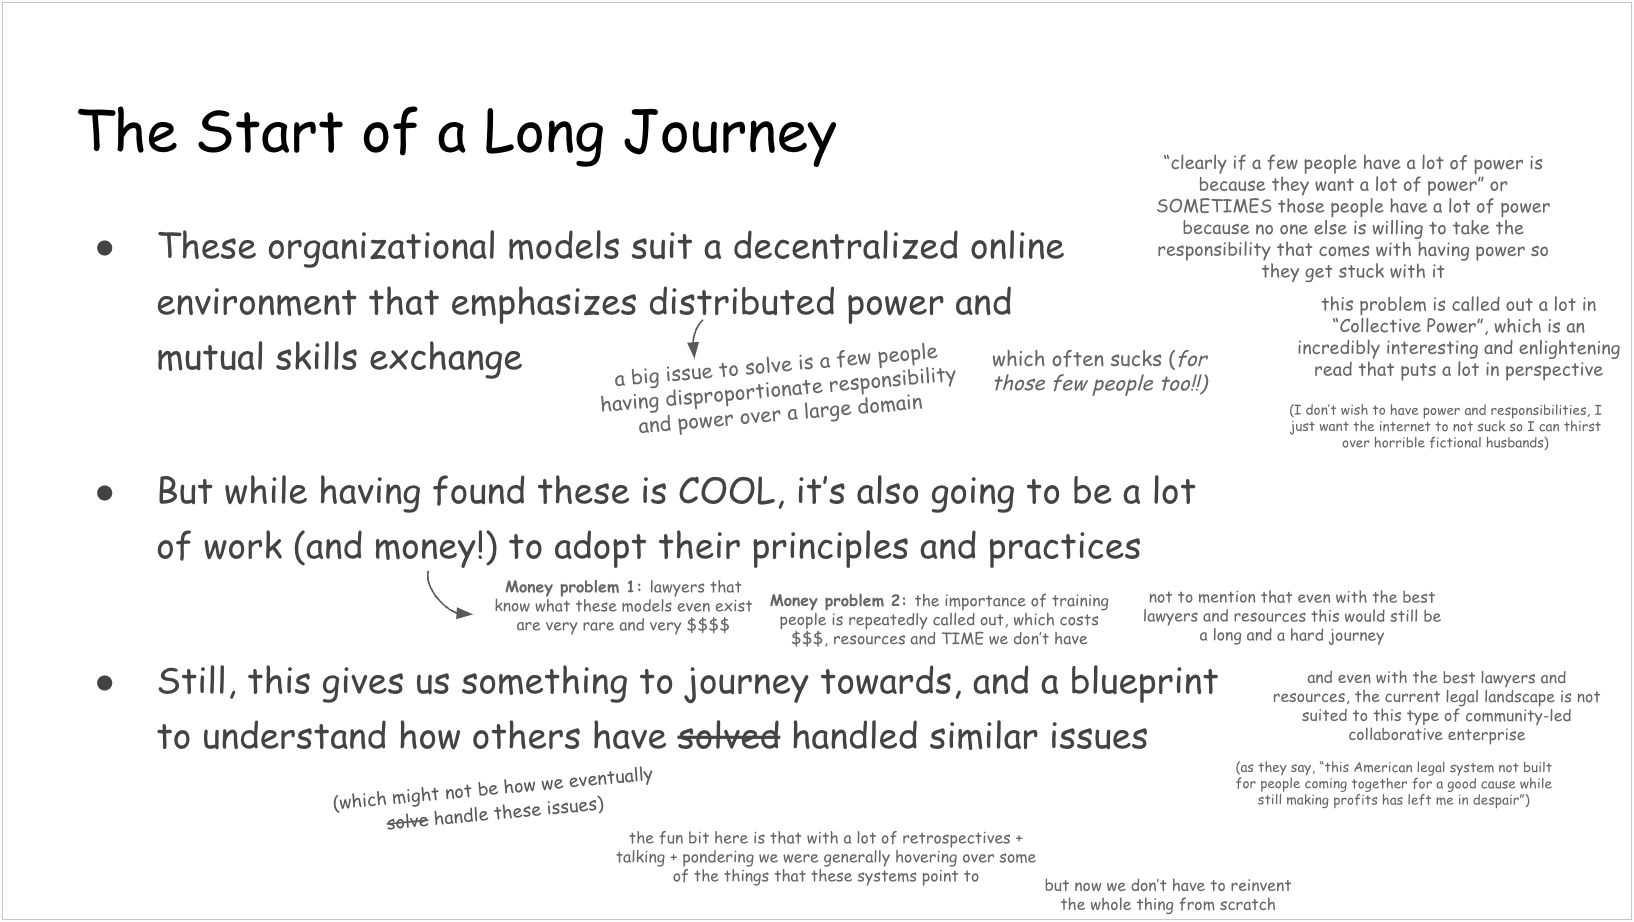 The Start of a Long Journey
“clearly if a few people have a lot of power is
because they want a lot of power” or
SOMETIMES those people have a lot of power
because no one else is willing to take the
responsibility that comes with having power so
they get stuck with it
● These organizational models suit a decentralized online
environment that emphasizes distributed power and
mutual skills exchange
a big issue to solve is a few people
having disproportionate responsibility
and power over a large domain
which often sucks (for
those few people too!!)
this problem is called out a lot in
“Collective Power”, which is an
incredibly interesting and enlightening
read that puts a lot in perspective
(I don’t wish to have power and responsibilities, I
just want the internet to not suck so I can thirst
over horrible fictional husbands)
● But while having found these is COOL, it’s also going to be a lot
of work (and money!) to adopt their principles and practices
Money problem 1: lawyers that
know what these models even exist
are very rare and very $$$$
Money problem 2: the importance of training
people is repeatedly called out, which costs
$$$, resources and TIME we don’t have
not to mention that even with the best
lawyers and resources this would still be
a long and a hard journey
● Still, this gives us something to journey towards, and a blueprint
to understand how others have solved handled similar issues
and even with the best lawyers and
resources, the current legal landscape is not
suited to this type of community-led
collaborative enterprise
(as they say, “this American legal system not built
for people coming together for a good cause while
still making profits has left me in despair”)
(which might not be how we eventually
solve handle these issues)
the fun bit here is that with a lot of retrospectives +
talking + pondering we were generally hovering over some
of the things that these systems point to
but now we don’t have to reinvent
the whole thing from scratch